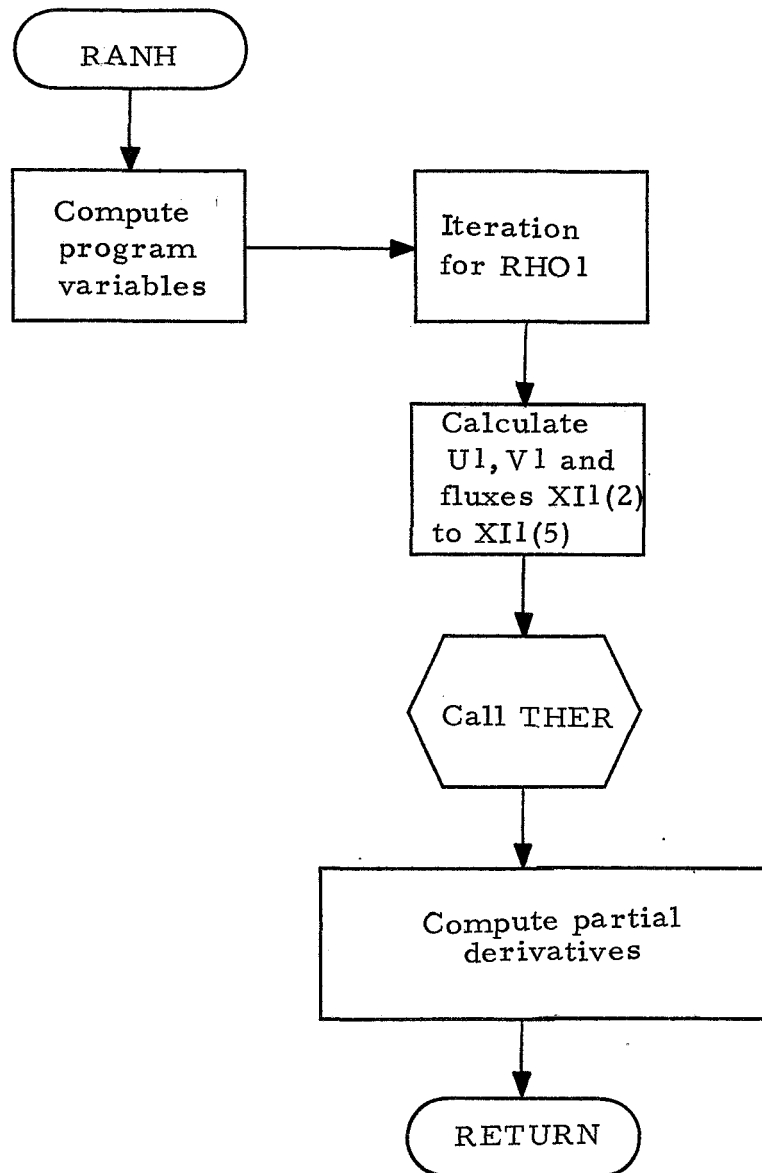 RANH
Compute
program
variables
Iteration
for RHO1
Calculate
U1, V1 and
fluxes XI1(2)
to XI1(5)
Call THER
Compute partial
derivatives
RETURN